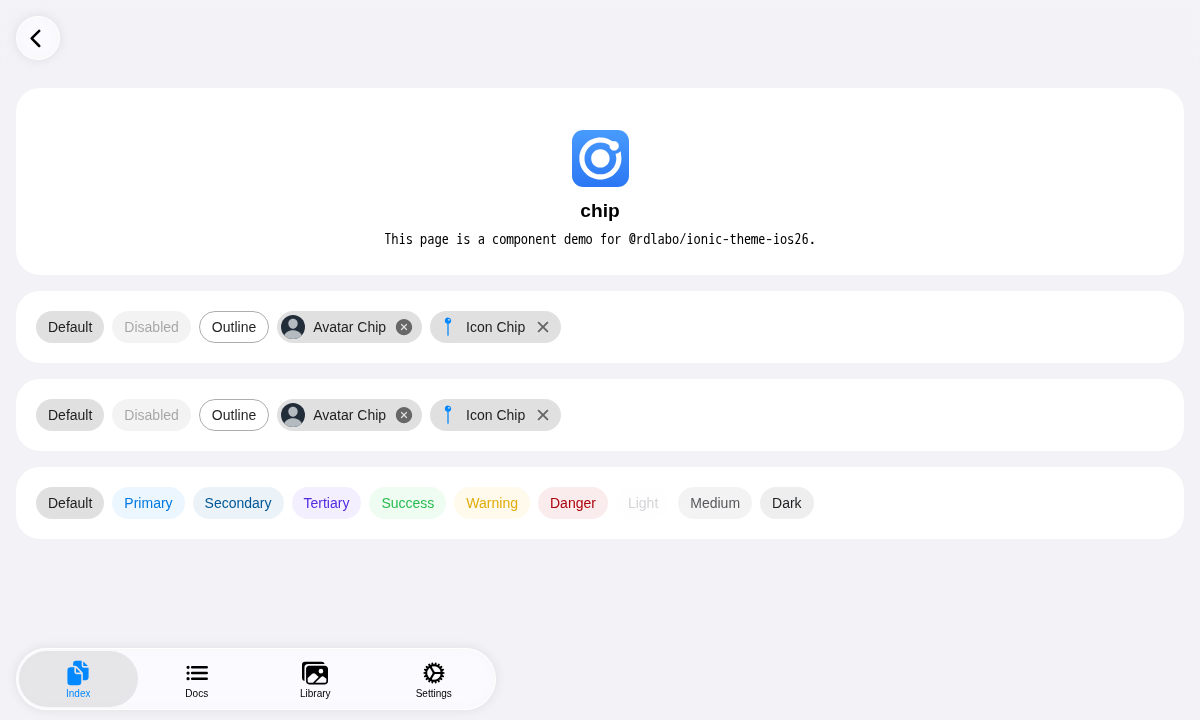 chip
This page is a component demo for @rdlabo/ionic-theme-ios26.
Default Disabled Outline Avatar Chip Icon Chip
Default Disabled Outline Avatar Chip Icon Chip
Default Primary Secondary Tertiary Success Warning Danger Light Medium Dark
Index Docs Library Settings